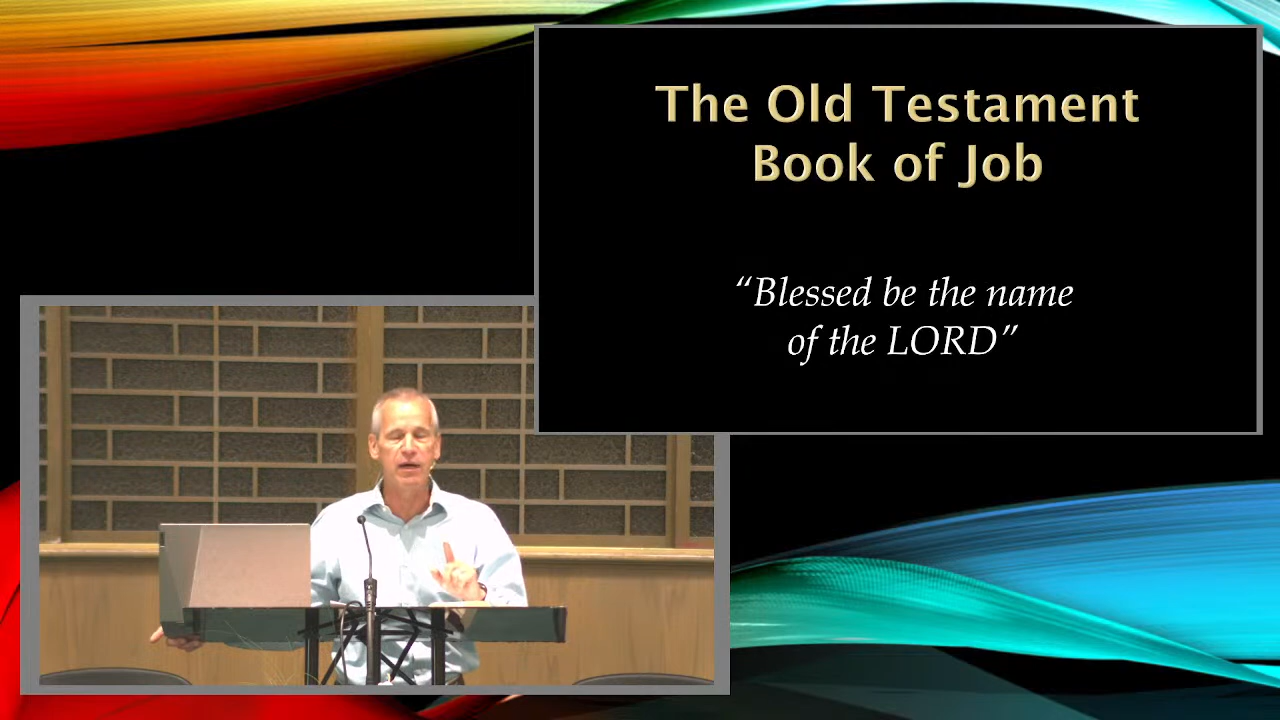 The Old Testament
Book of Job
“Blessed be the name
of the LORD”